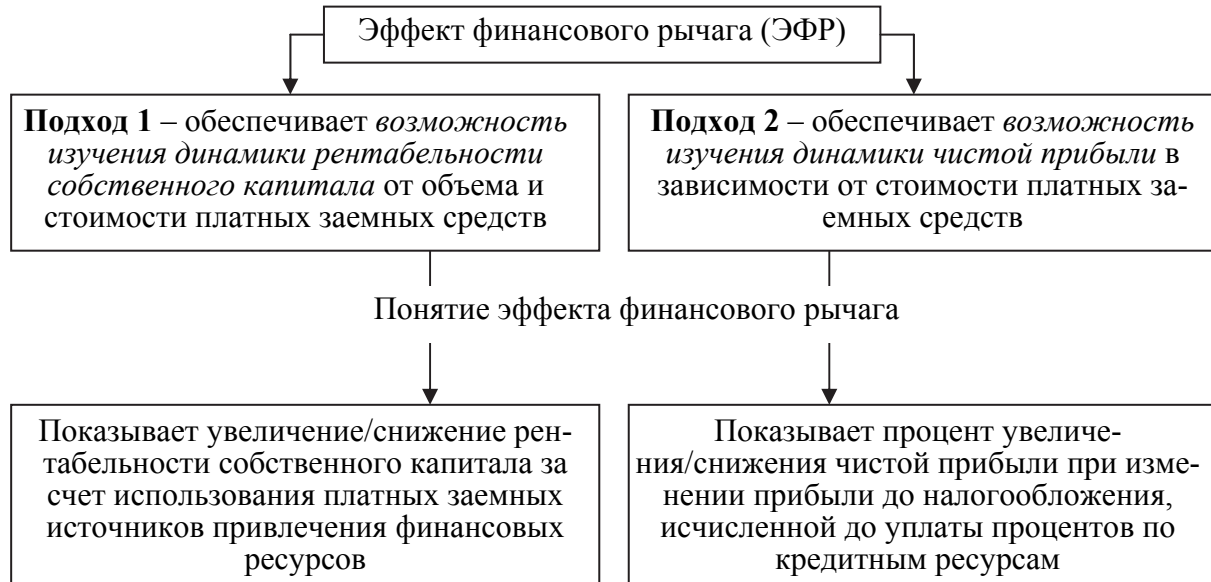 Эффект финансового рычага (ЭФР)
Подход 1 – обеспечивает возможность
изучения динамики рентабельности
собственного капитала от объема и
стоимости платных заемных средств
Подход 2 – обеспечивает возможность
изучения динамики чистой прибыли в
зависимости от стоимости платных за-
емных средств
Понятие эффекта финансового рычага
Показывает увеличение/снижение рен-
табельности собственного капитала за
счет использования платных заемных
источников привлечения финансовых
ресурсов
Показывает процент увеличе-
ния/снижения чистой прибыли при изме-
нении прибыли до налогообложения,
исчисленной до уплаты процентов по
кредитным ресурсам